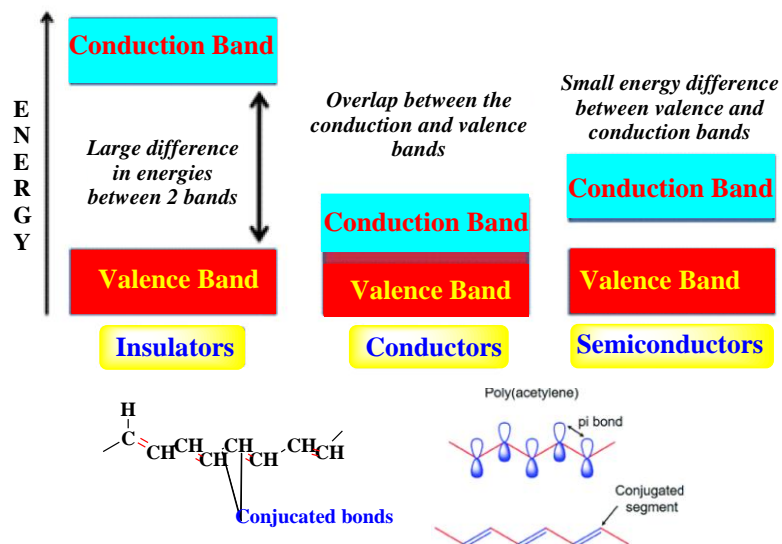 ENERGY
Conduction Band
Large difference
in energies
between 2 bands
Valence Band
Insulators
Overlap between the
conduction and valence
bands
Conduction Band
Valence Band
Conductors
Small energy difference
between valence and
conduction bands
Conduction Band
Valence Band
Semiconductors
H
C
CH
CH
CH
CH
CH
CH
CH
Conjucated bonds
Poly(acetylene)
pi bond
Conjugated
segment